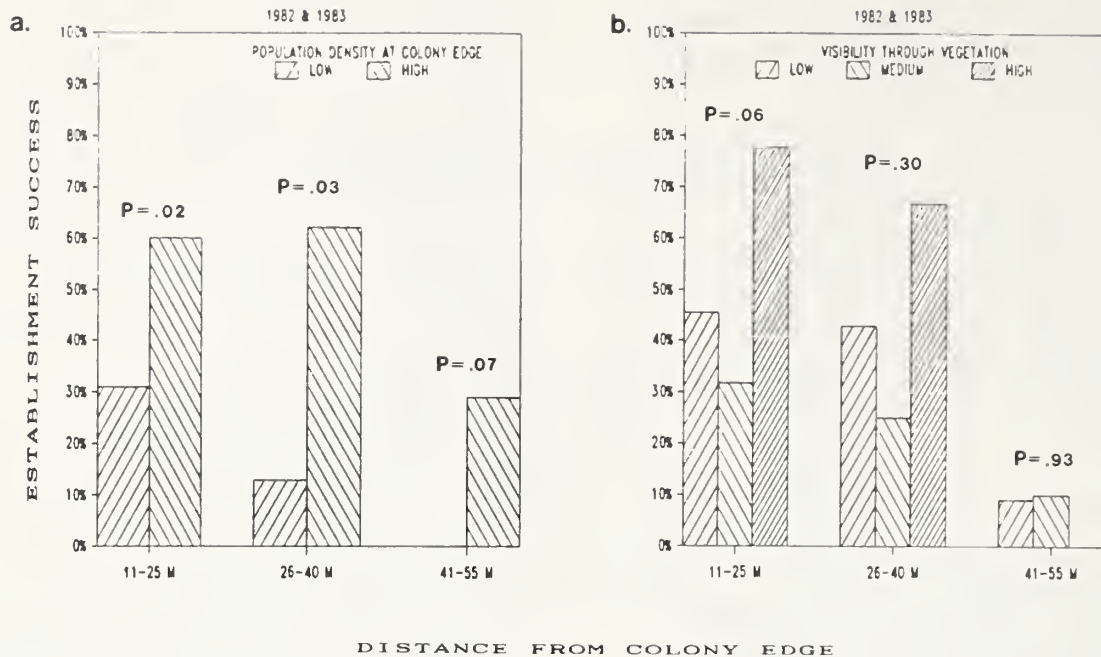 a.
1982 & 1983
100%
90%
80%
70%
60%
50%
40%
30%
20%
10%
0%
POPULATION DENSITY AT COLONY EDGE
LOW HIGH
P=.02
P=.03
P=.07
11-25 M 26-40 M 41-55 M
ESTABLISHMENT SUCCESS
b.
1982 & 1983
100%
90%
80%
70%
60%
50%
40%
30%
20%
10%
0%
VISIBILITY THROUGH VEGETATION
LOW MEDIUM HIGH
P=.06
P=.30
P=.93
11-25 M 26-40 M 41-55 M
DISTANCE FROM COLONY EDGE